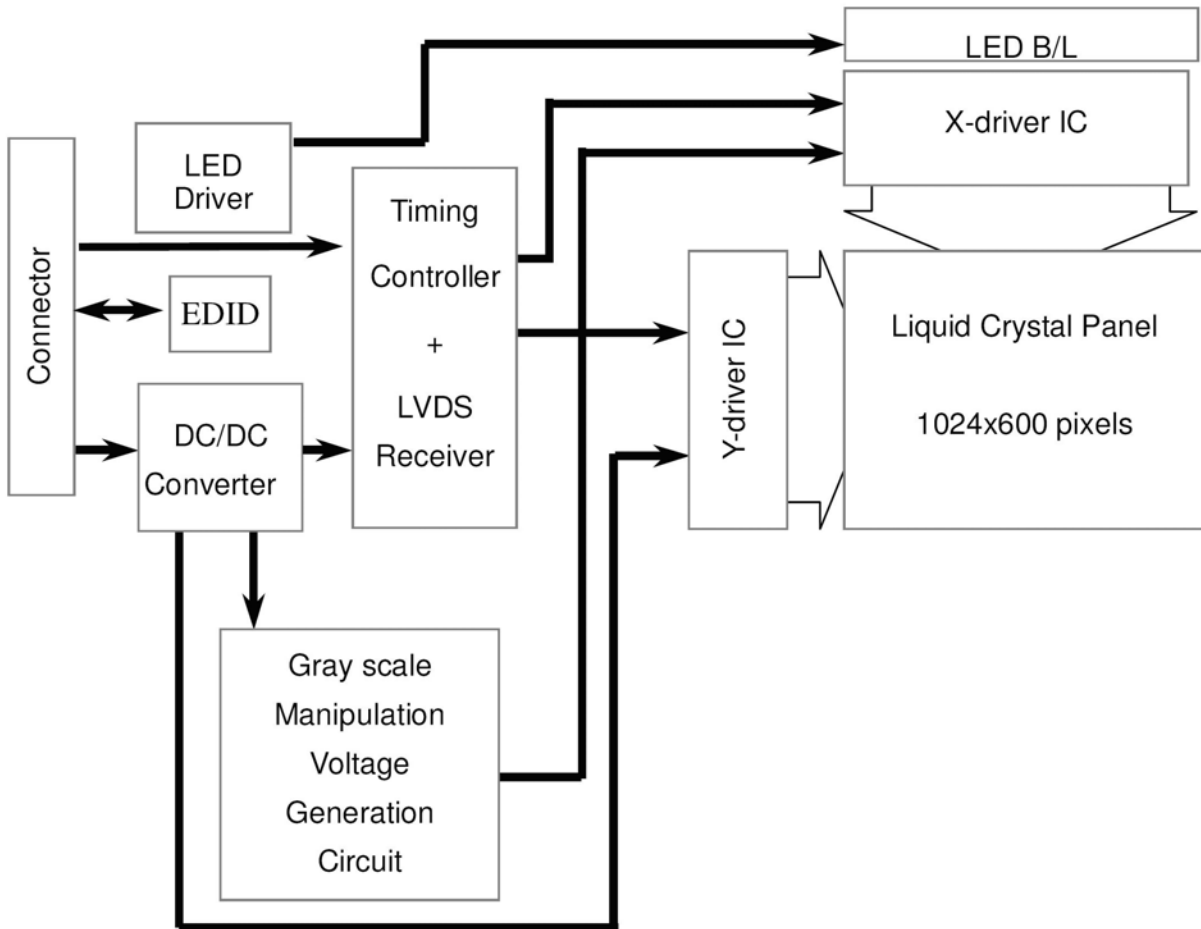 LED B/L
X-driver IC
LED
Driver
Connector
EDID
DC/DC
Converter
Timing
Controller
+
LVDS
Receiver
Y-driver IC
Liquid Crystal Panel
1024x600 pixels
Gray scale
Manipulation
Voltage
Generation
Circuit